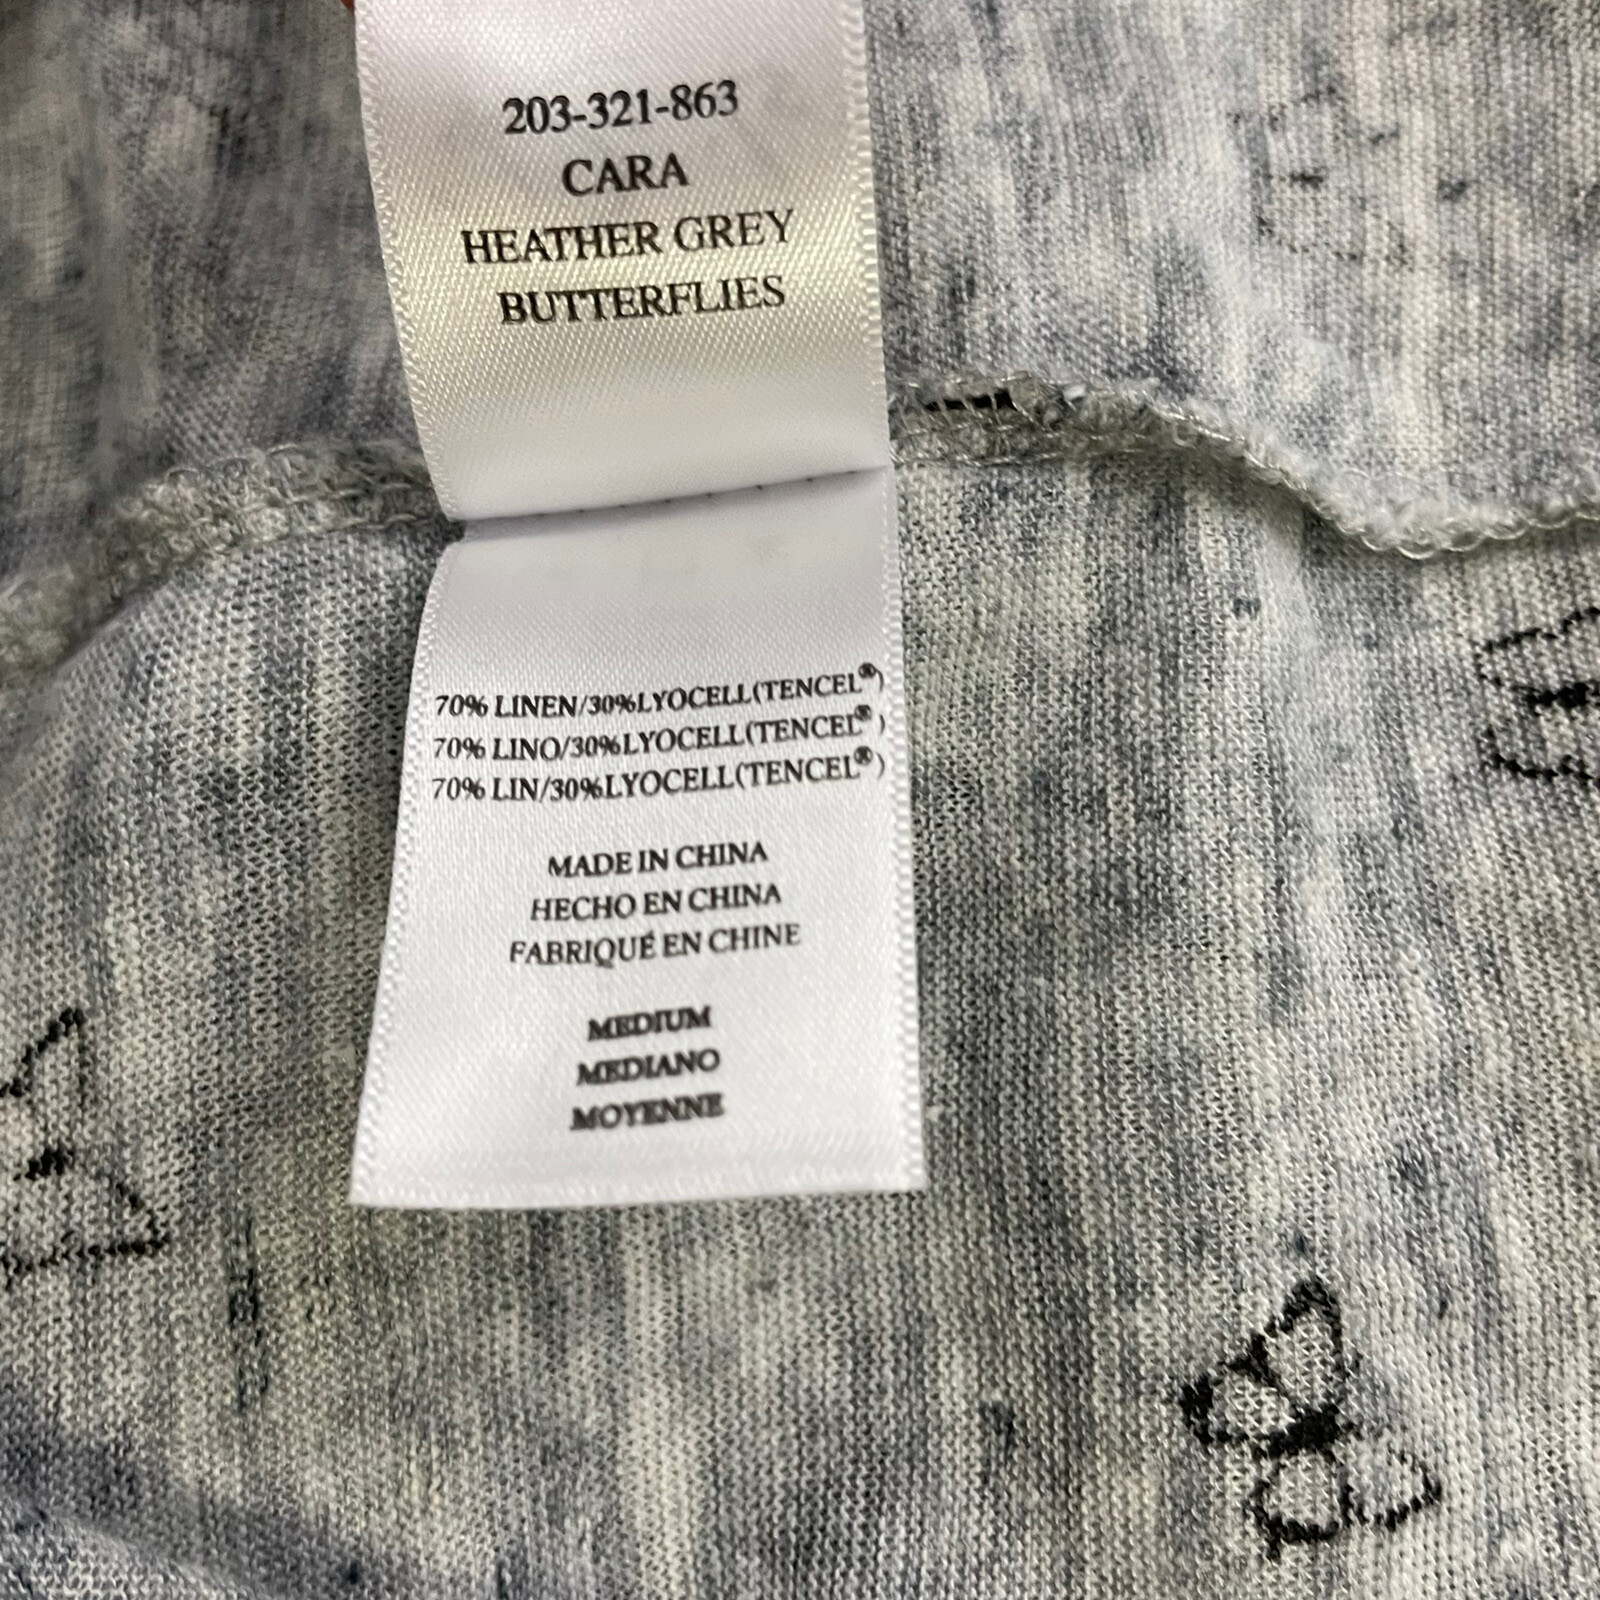 203-321-863
CARA
HEATHER GREY
BUTTERFLIES
70% LINEN/30%LYOCELL(TENCEL®)
70% LINO/30%LYOCELL(TENCEL®)
70% LIN/30%LYOCELL(TENCEL®)
MADE IN CHINA
HECHO EN CHINA
FABRIQUÉ EN CHINE
MEDIUM
MEDIANO
MOYENNE